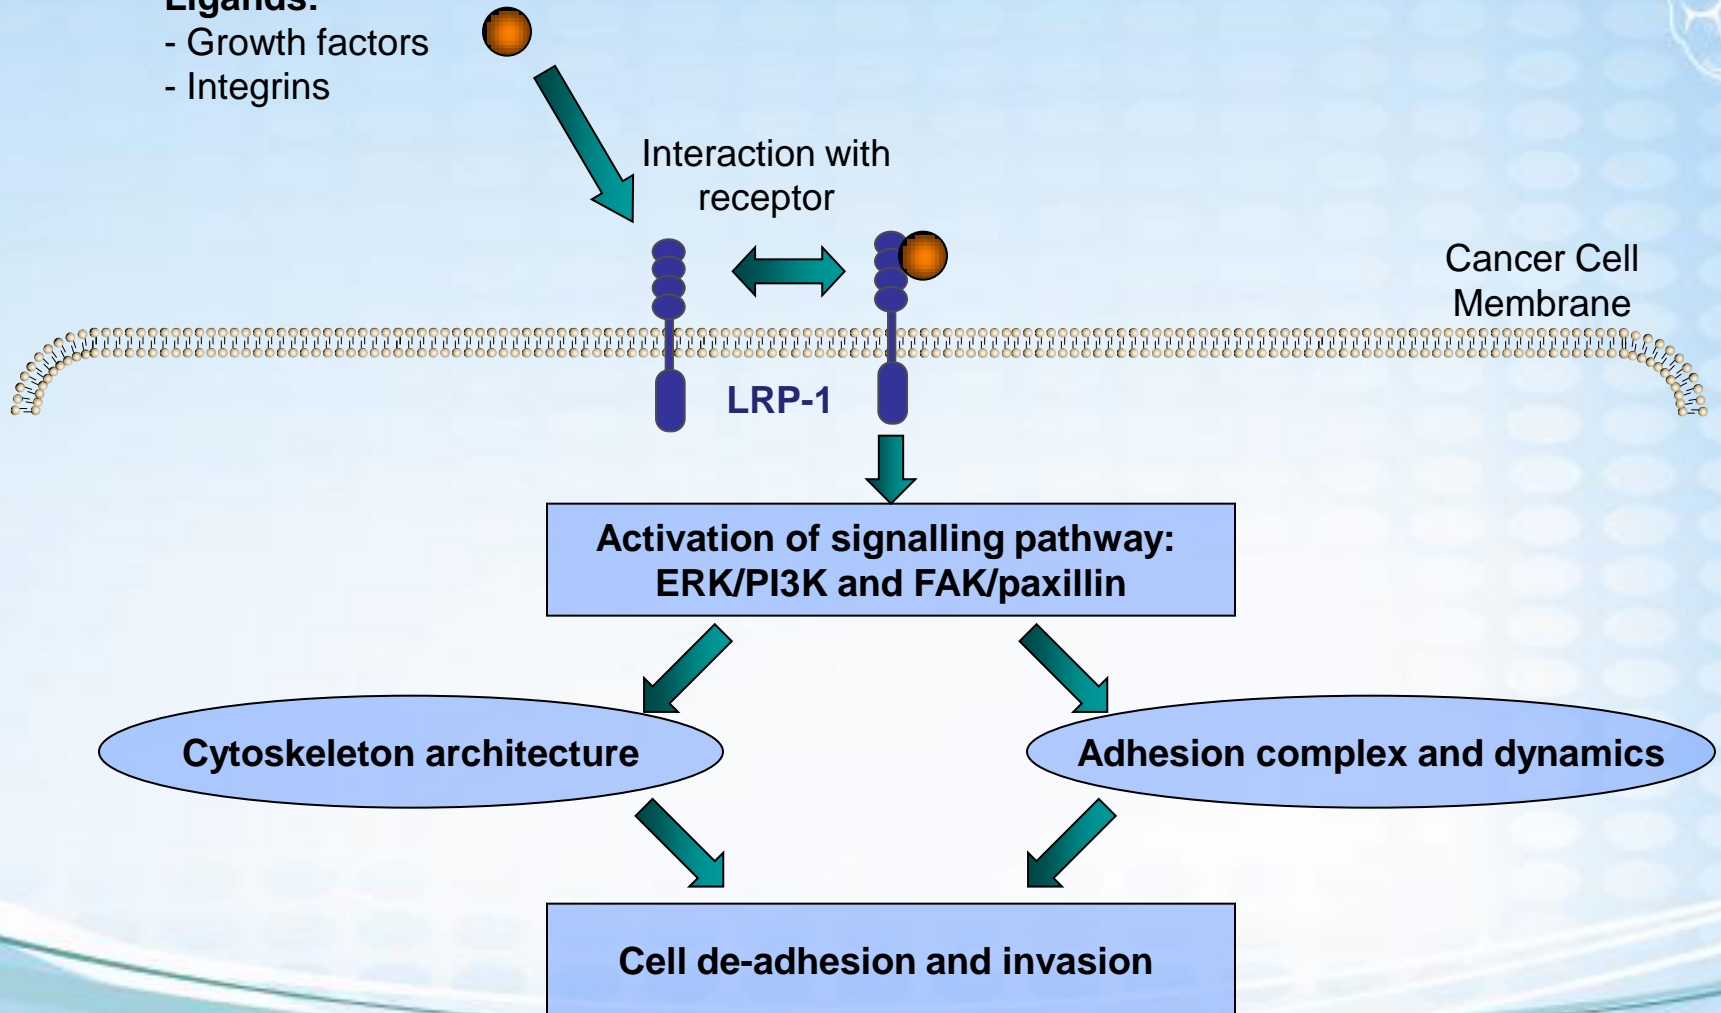 Ligands:
- Growth factors
- Integrins
Interaction with
receptor
Cancer Cell
Membrane
LRP-1
Activation of signalling pathway:
ERK/PI3K and FAK/paxillin
Cytoskeleton architecture
Adhesion complex and dynamics
Cell de-adhesion and invasion